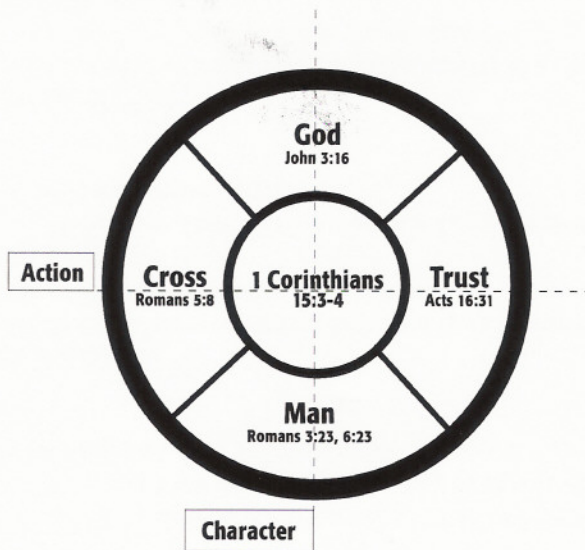 God
John 3:16
Action
Cross
Romans 5:8
1 Corinthians
15:3-4
Trust
Acts 16:31
Man
Romans 3:23, 6:23
Character